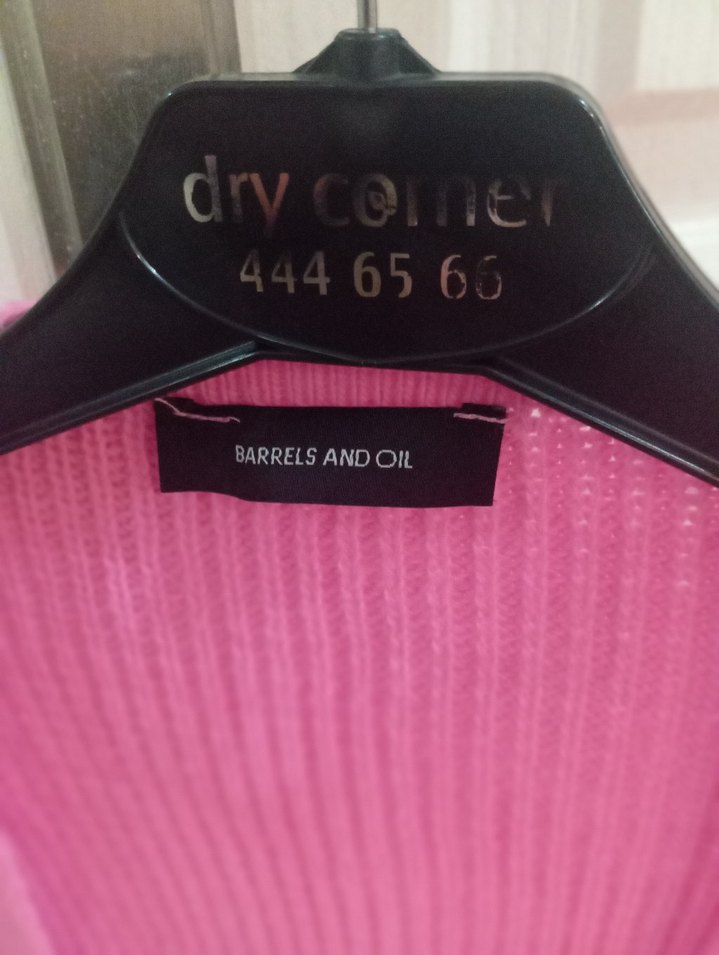 dry corner
444 65 66
BARRELS AND OIL